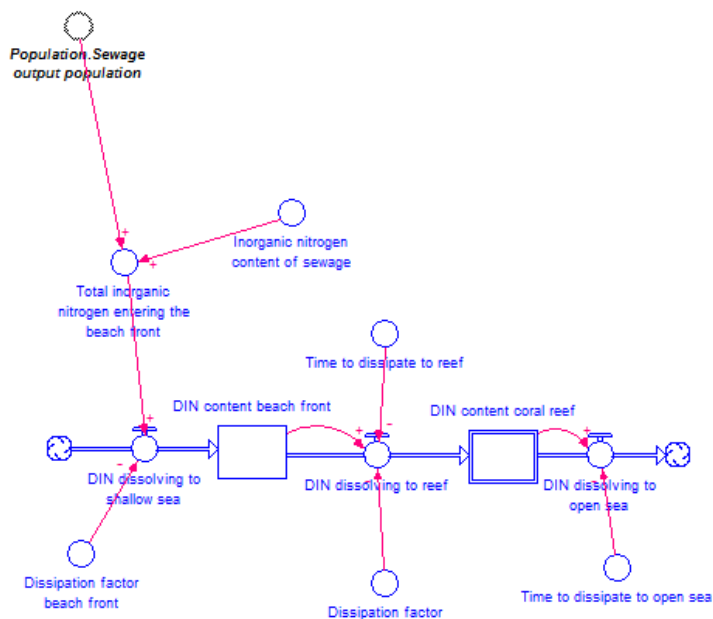 Population.Sewage
output population
Inorganic nitrogen
content of sewage
Total inorganic
nitrogen entering the
beach front
Time to dissipate to reef
DIN content beach front
DIN content coral reef
DIN dissolving to
shallow sea
DIN dissolving to reef
DIN dissolving to
open sea
Dissipation factor
beach front
Dissipation factor
Time to dissipate to open sea
+
+
+
-
+
-
+